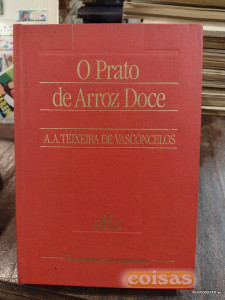 O Prato
de Arroz Doce
A. A. TEIXEIRA DE VASCONCELOS
coisas